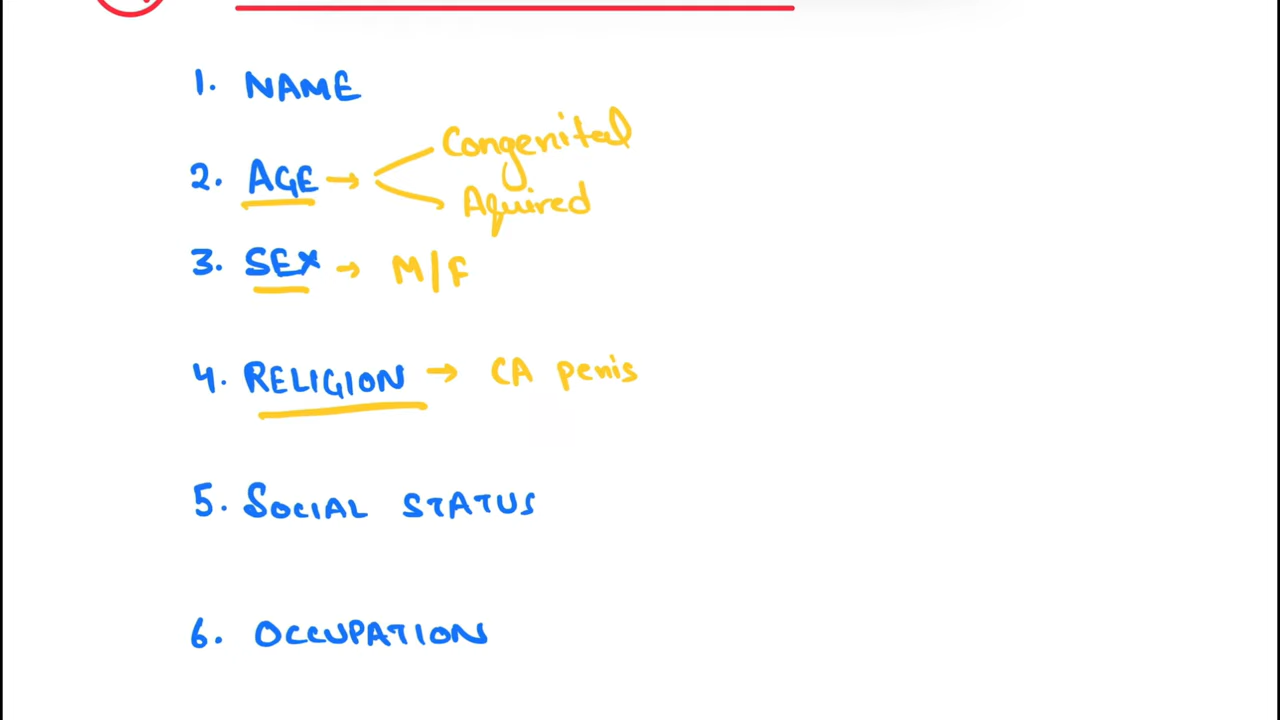 1. NAME
2. AGE → Congenital
Aquired
3. SEX → M/F
4. RELIGION → CA penis
5. SOCIAL STATUS
6. OCCUPATION